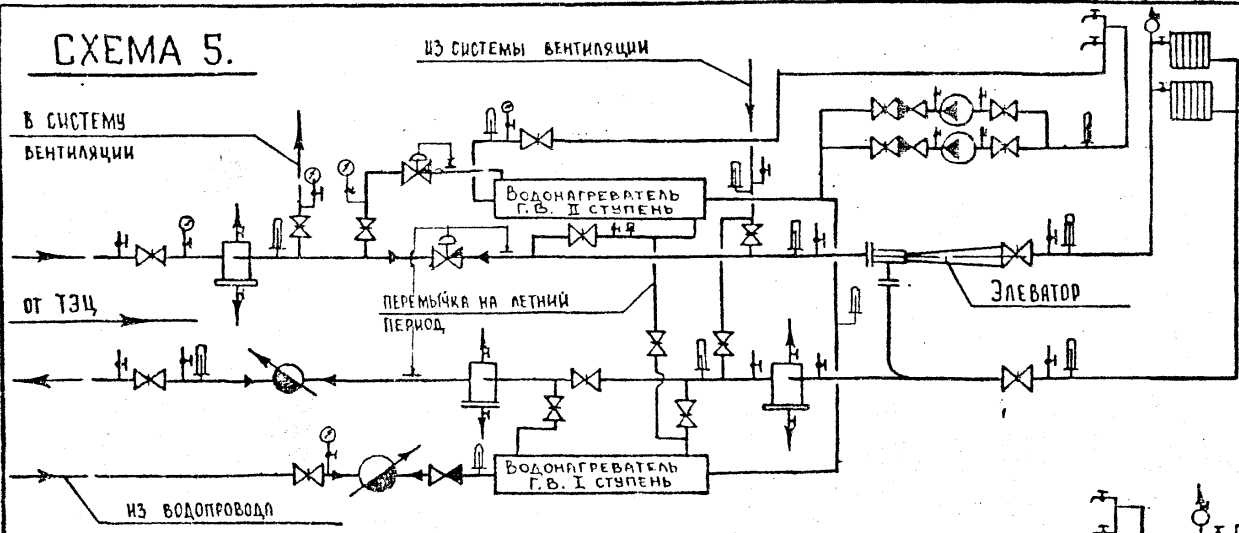 СХЕМА 5.
ИЗ СИСТЕМЫ ВЕНТИЛЯЦИИ
В СИСТЕМУ
ВЕНТИЛЯЦИИ
ВОДОНАГРЕВАТЕЛЬ
Г.В. II СТУПЕНЬ
ОТ ТЭЦ
ПЕРЕМЫЧКА НА ЛЕТНИЙ
ПЕРИОД
ЭЛЕВАТОР
ВОДОНАГРЕВАТЕЛЬ
Г.В. I СТУПЕНЬ
ИЗ ВОДОПРОВОДА